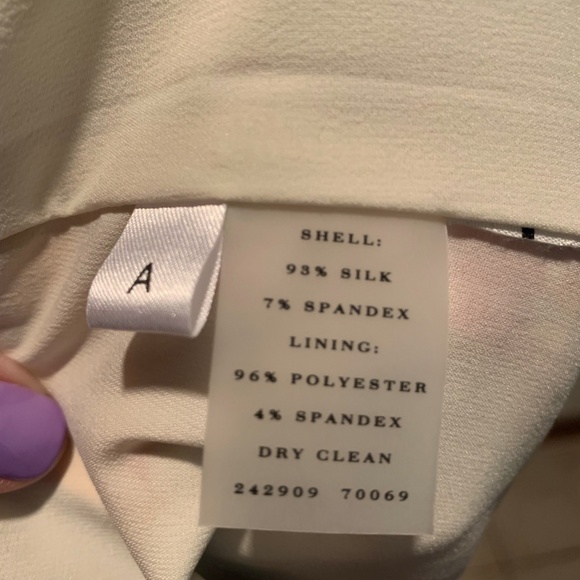 A
SHELL:
93% SILK
7% SPANDEX
LINING:
96% POLYESTER
4% SPANDEX
DRY CLEAN
242909 70069